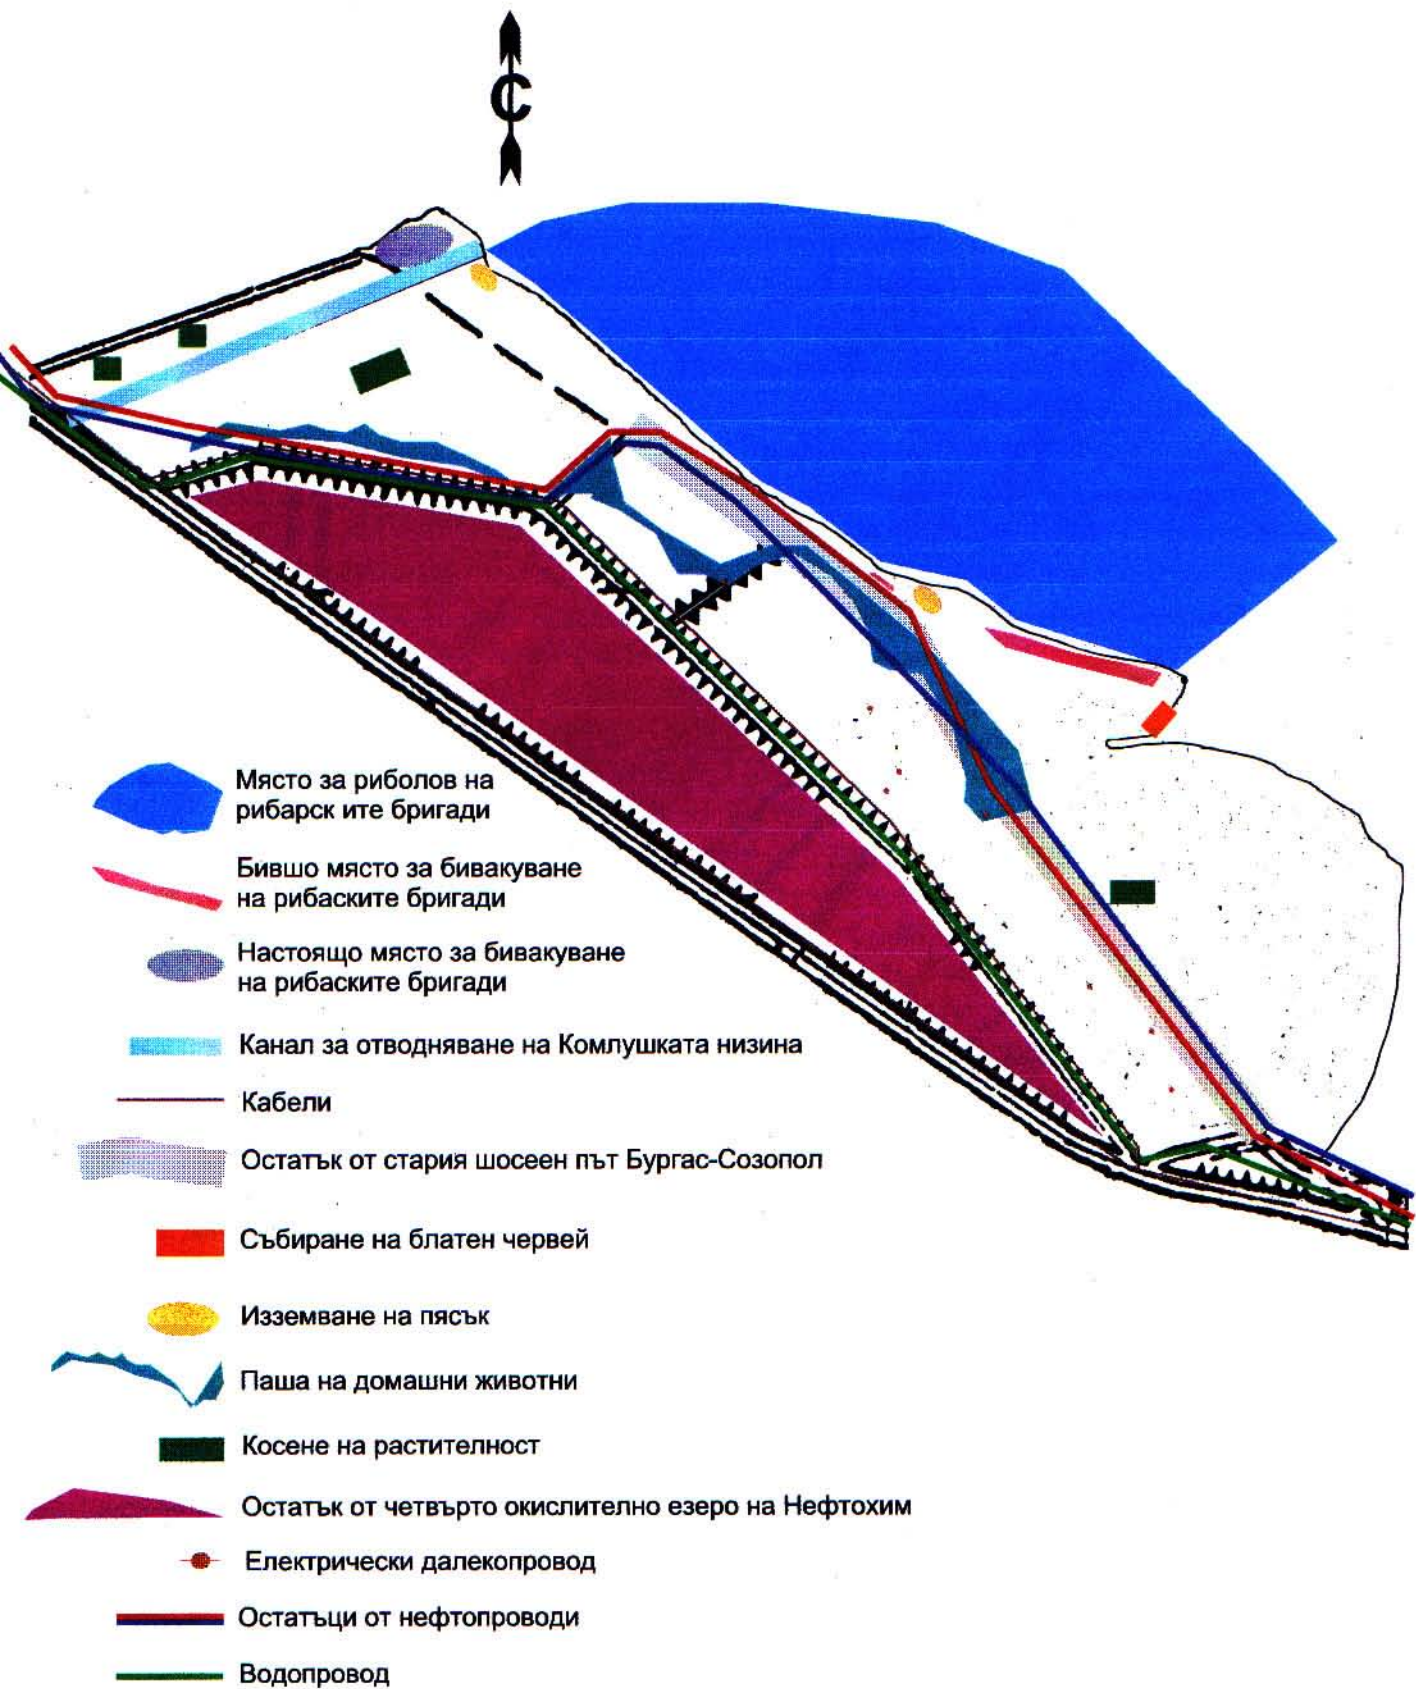 С
Място за риболов на
рибарск ите бригади
Бившо място за бивакуване
на рибаските бригади
Настоящо място за бивакуване
на рибаските бригади
Канал за отводняване на Комлушката низина
Кабели
Остатък от стария шосеен път Бургас-Созопол
Събиране на блатен червей
Изземване на пясък
Паша на домашни животни
Косене на растителност
Остатък от четвърто окислително езеро на Нефтохим
Електрически далекопровод
Остатъци от нефтопроводи
Водопровод